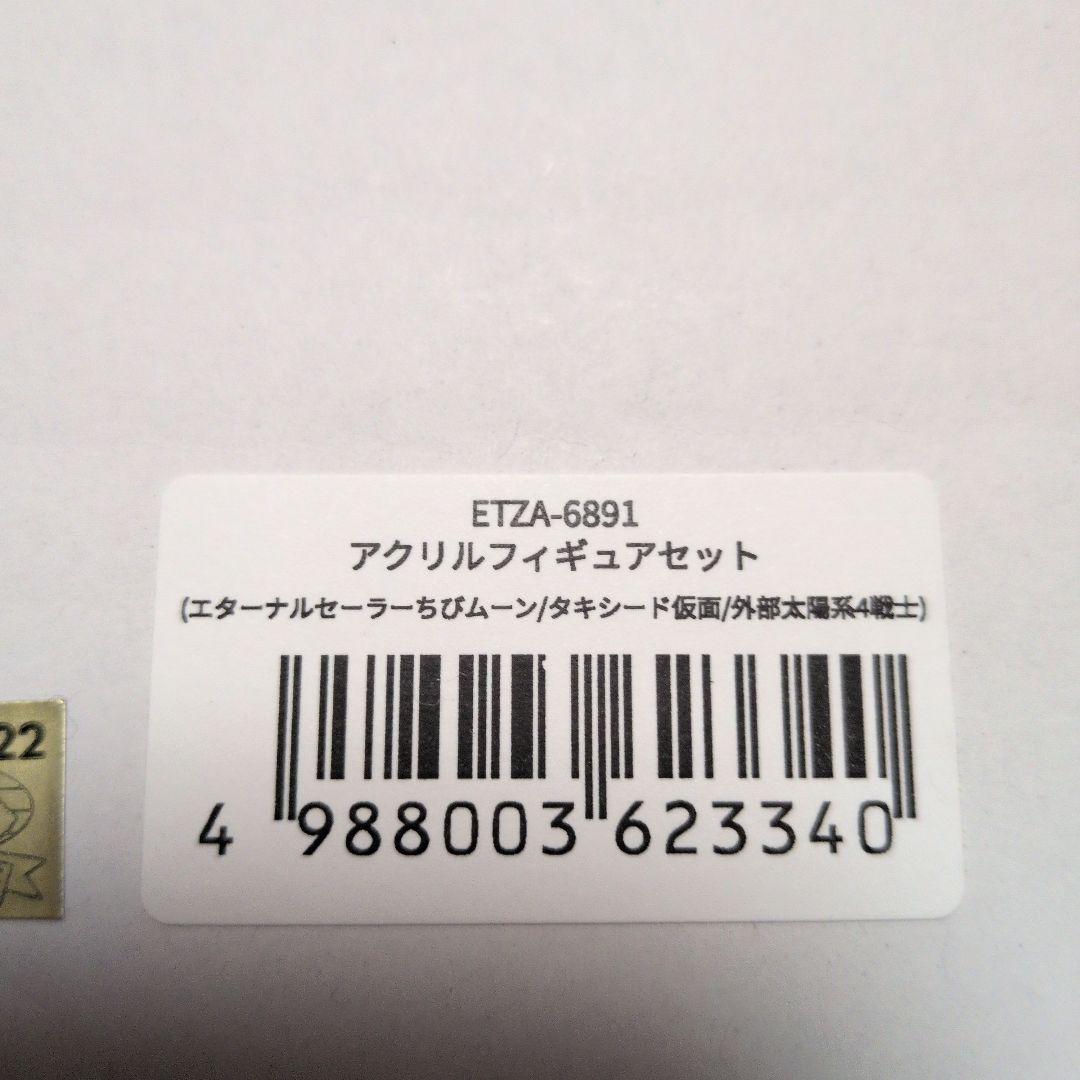 ETZA-6891
アクリルフィギュアセット
(エターナルセーラーちびムーン/タキシード仮面/外部太陽系4戦士)
22
4 988003 623340